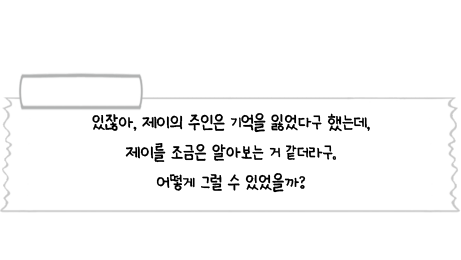 있잖아, 제이의 주인은 기억을 잃었다구 했는데,
제이를 조금은 알아보는 거 같더라구.
어떻게 그럴 수 있었을까?